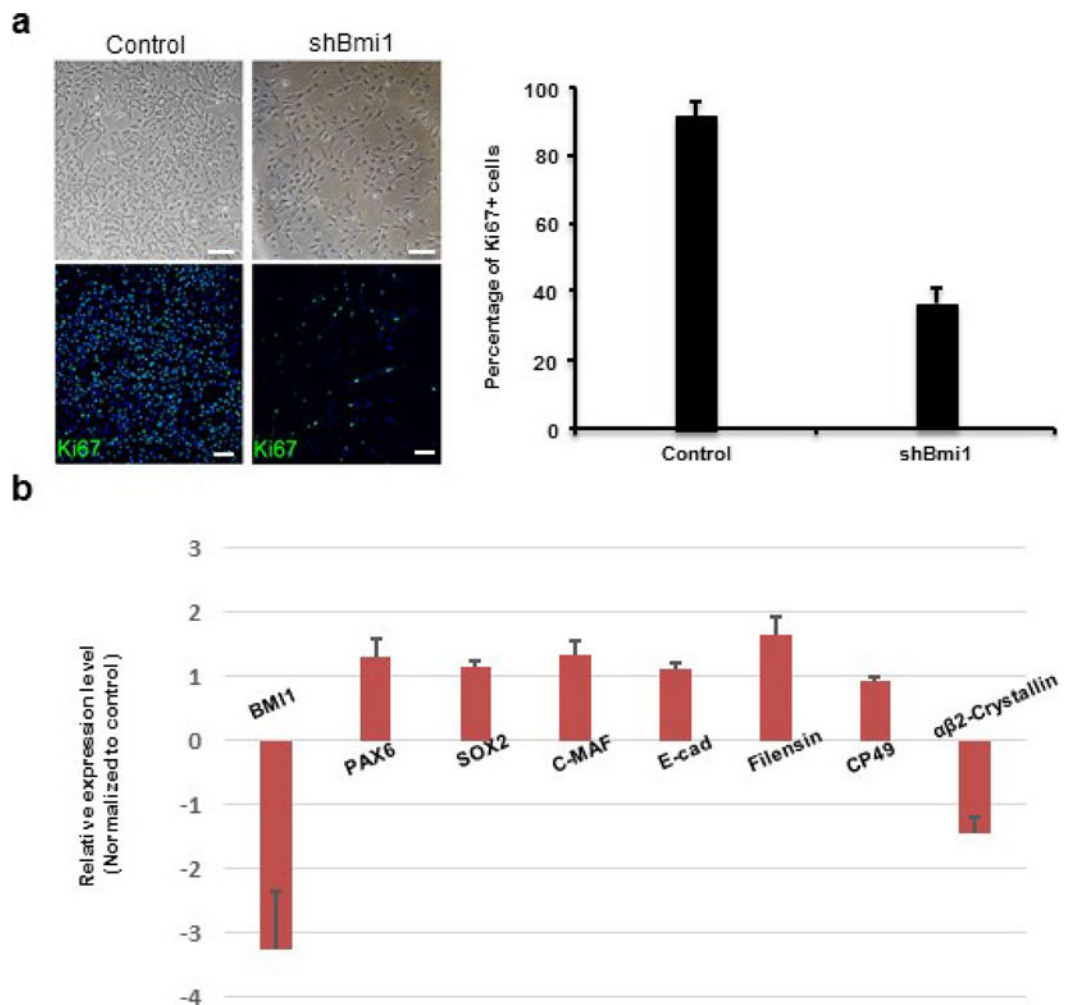 a
Control
shBmi1
Ki67
Ki67
Percentage of Ki67+ cells
100
80
60
40
20
0
Control
shBmi1
b
Relative expression level
(Normalized to control)
3
2
1
0
-1
-2
-3
-4
BMI1
PAX6
SOX2
C-MAF
E-cad
Filensin
CP49
αβ2-Crystallin